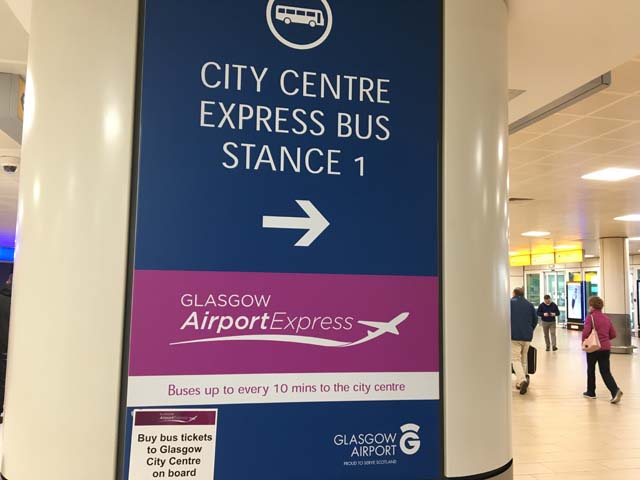 CITY CENTRE
EXPRESS BUS
STANCE 1
GLASGOW
AirportExpress
Buses up to every 10 mins to the city centre
AirportExpress
Buy bus tickets
to Glasgow
City Centre
on board
GLASGOW
AIRPORT
PROUD TO SERVE SCOTLAND